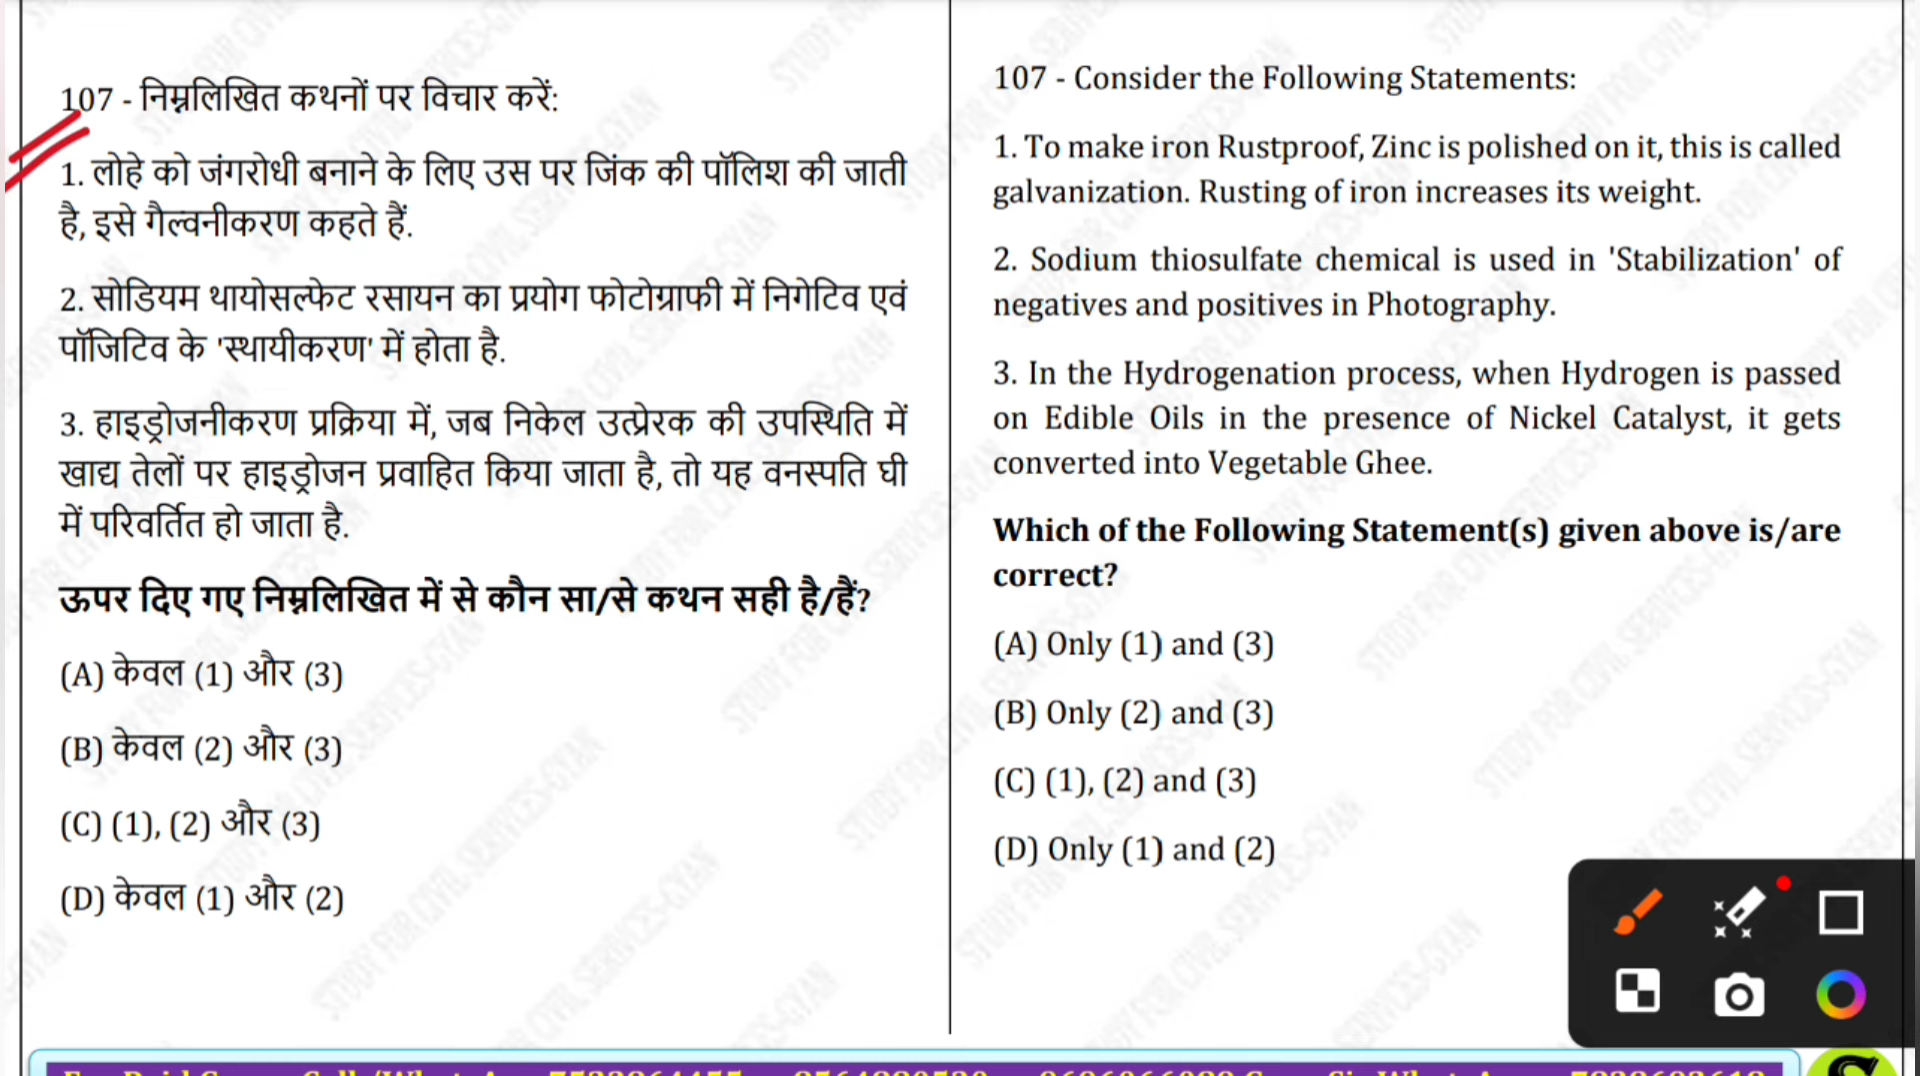 107 - निम्नलिखित कथनों पर विचार करें:
1. लोहे को जंगरोधी बनाने के लिए उस पर जिंक की पॉलिश की जाती
है, इसे गैल्वनीकरण कहते हैं.
2. सोडियम थायोसल्फेट रसायन का प्रयोग फोटोग्राफी में निगेटिव एवं
पॉजिटिव के 'स्थायीकरण' में होता है.
3. हाइड्रोजनीकरण प्रक्रिया में, जब निकेल उत्प्रेरक की उपस्थिति में
खाद्य तेलों पर हाइड्रोजन प्रवाहित किया जाता है, तो यह वनस्पति घी
में परिवर्तित हो जाता है.
ऊपर दिए गए निम्नलिखित में से कौन सा/से कथन सही है/हैं?
(A) केवल (1) और (3)
(B) केवल (2) और (3)
(C) (1), (2) और (3)
(D) केवल (1) और (2)
107 - Consider the Following Statements:
1. To make iron Rustproof, Zinc is polished on it, this is called
galvanization. Rusting of iron increases its weight.
2. Sodium thiosulfate chemical is used in 'Stabilization' of
negatives and positives in Photography.
3. In the Hydrogenation process, when Hydrogen is passed
on Edible Oils in the presence of Nickel Catalyst, it gets
converted into Vegetable Ghee.
Which of the Following Statement(s) given above is/are
correct?
(A) Only (1) and (3)
(B) Only (2) and (3)
(C) (1), (2) and (3)
(D) Only (1) and (2)
STUDY FOR CIVIL SERIVCES-GYAN